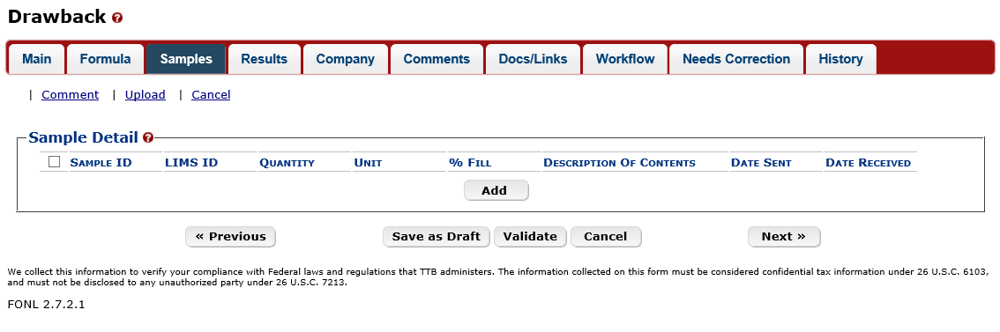 Drawback ?
Main Formula Samples Results Company Comments Docs/Links Workflow Needs Correction History
| Comment | Upload | Cancel
Sample Detail ?
Sample ID LIMS ID Quantity Unit % Fill Description Of Contents Date Sent Date Received
Add
« Previous Save as Draft Validate Cancel Next »
We collect this information to verify your compliance with Federal laws and regulations that TTB administers. The information collected on this form must be considered confidential tax information under 26 U.S.C. 6103,
and must not be disclosed to any unauthorized party under 26 U.S.C. 7213.
FONL 2.7.2.1